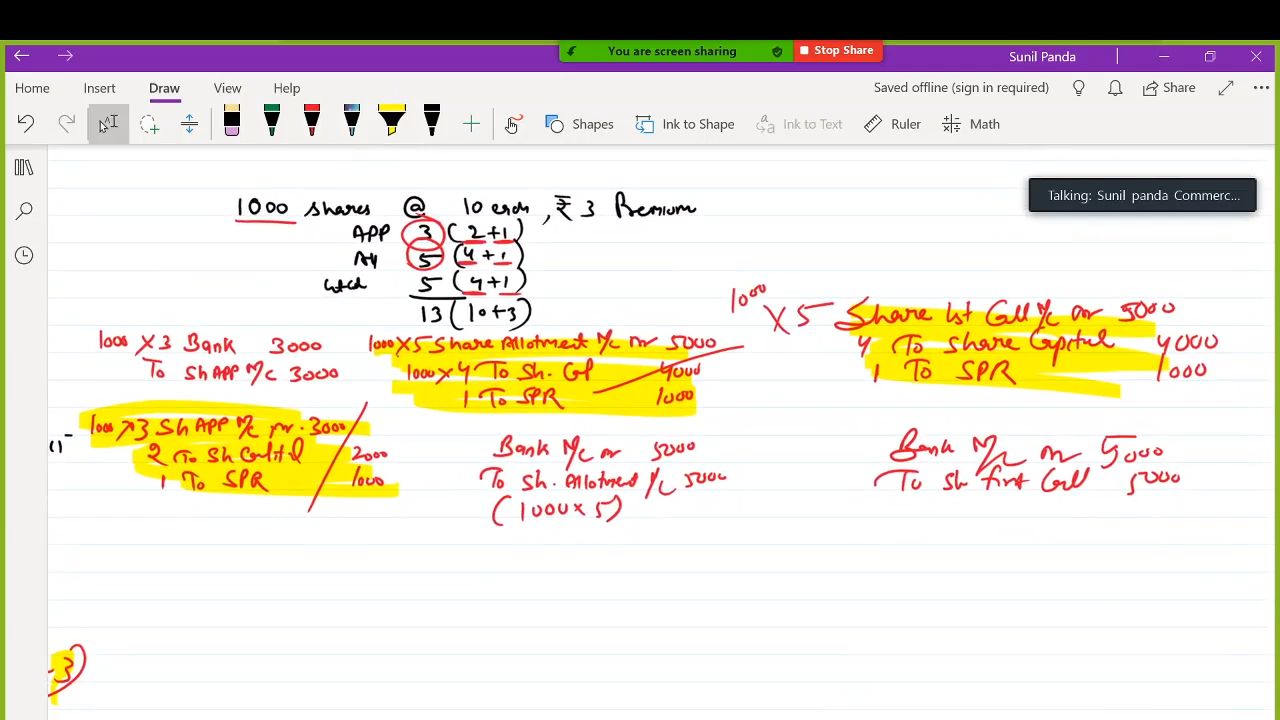 You are screen sharing
Stop Share
Sunil Panda
Home Insert Draw View Help
Saved offline (sign in required)
Share
Shapes Ink to Shape Ink to Text Ruler Math
Talking: Sunil panda Commerc...
1000 shares @ 10 each, ₹ 3 Premium
APP 3 (2+1)
5 (4+1)
5 (4+1)
13 (10+3)
1000 X 3 Bank 3000
To Sh APP A/c 3000
1000 X 3 Sh APP A/c Dr. 3000
2 To Sh Capital 2000
1 To SPR 1000
1000 X 5 Share Allotment A/c Dr 5000
1000 X 4 To Sh. Cp 4000
1 To SPR 1000
Bank A/c Dr 5000
To Sh. Allotment A/c 5000
(1000 X 5)
1000 X 5 Share 1st Call A/c Dr 5000
4 To Share Capital 4000
1 To SPR 1000
Bank A/c Dr 5000
To Sh first Call 5000
3